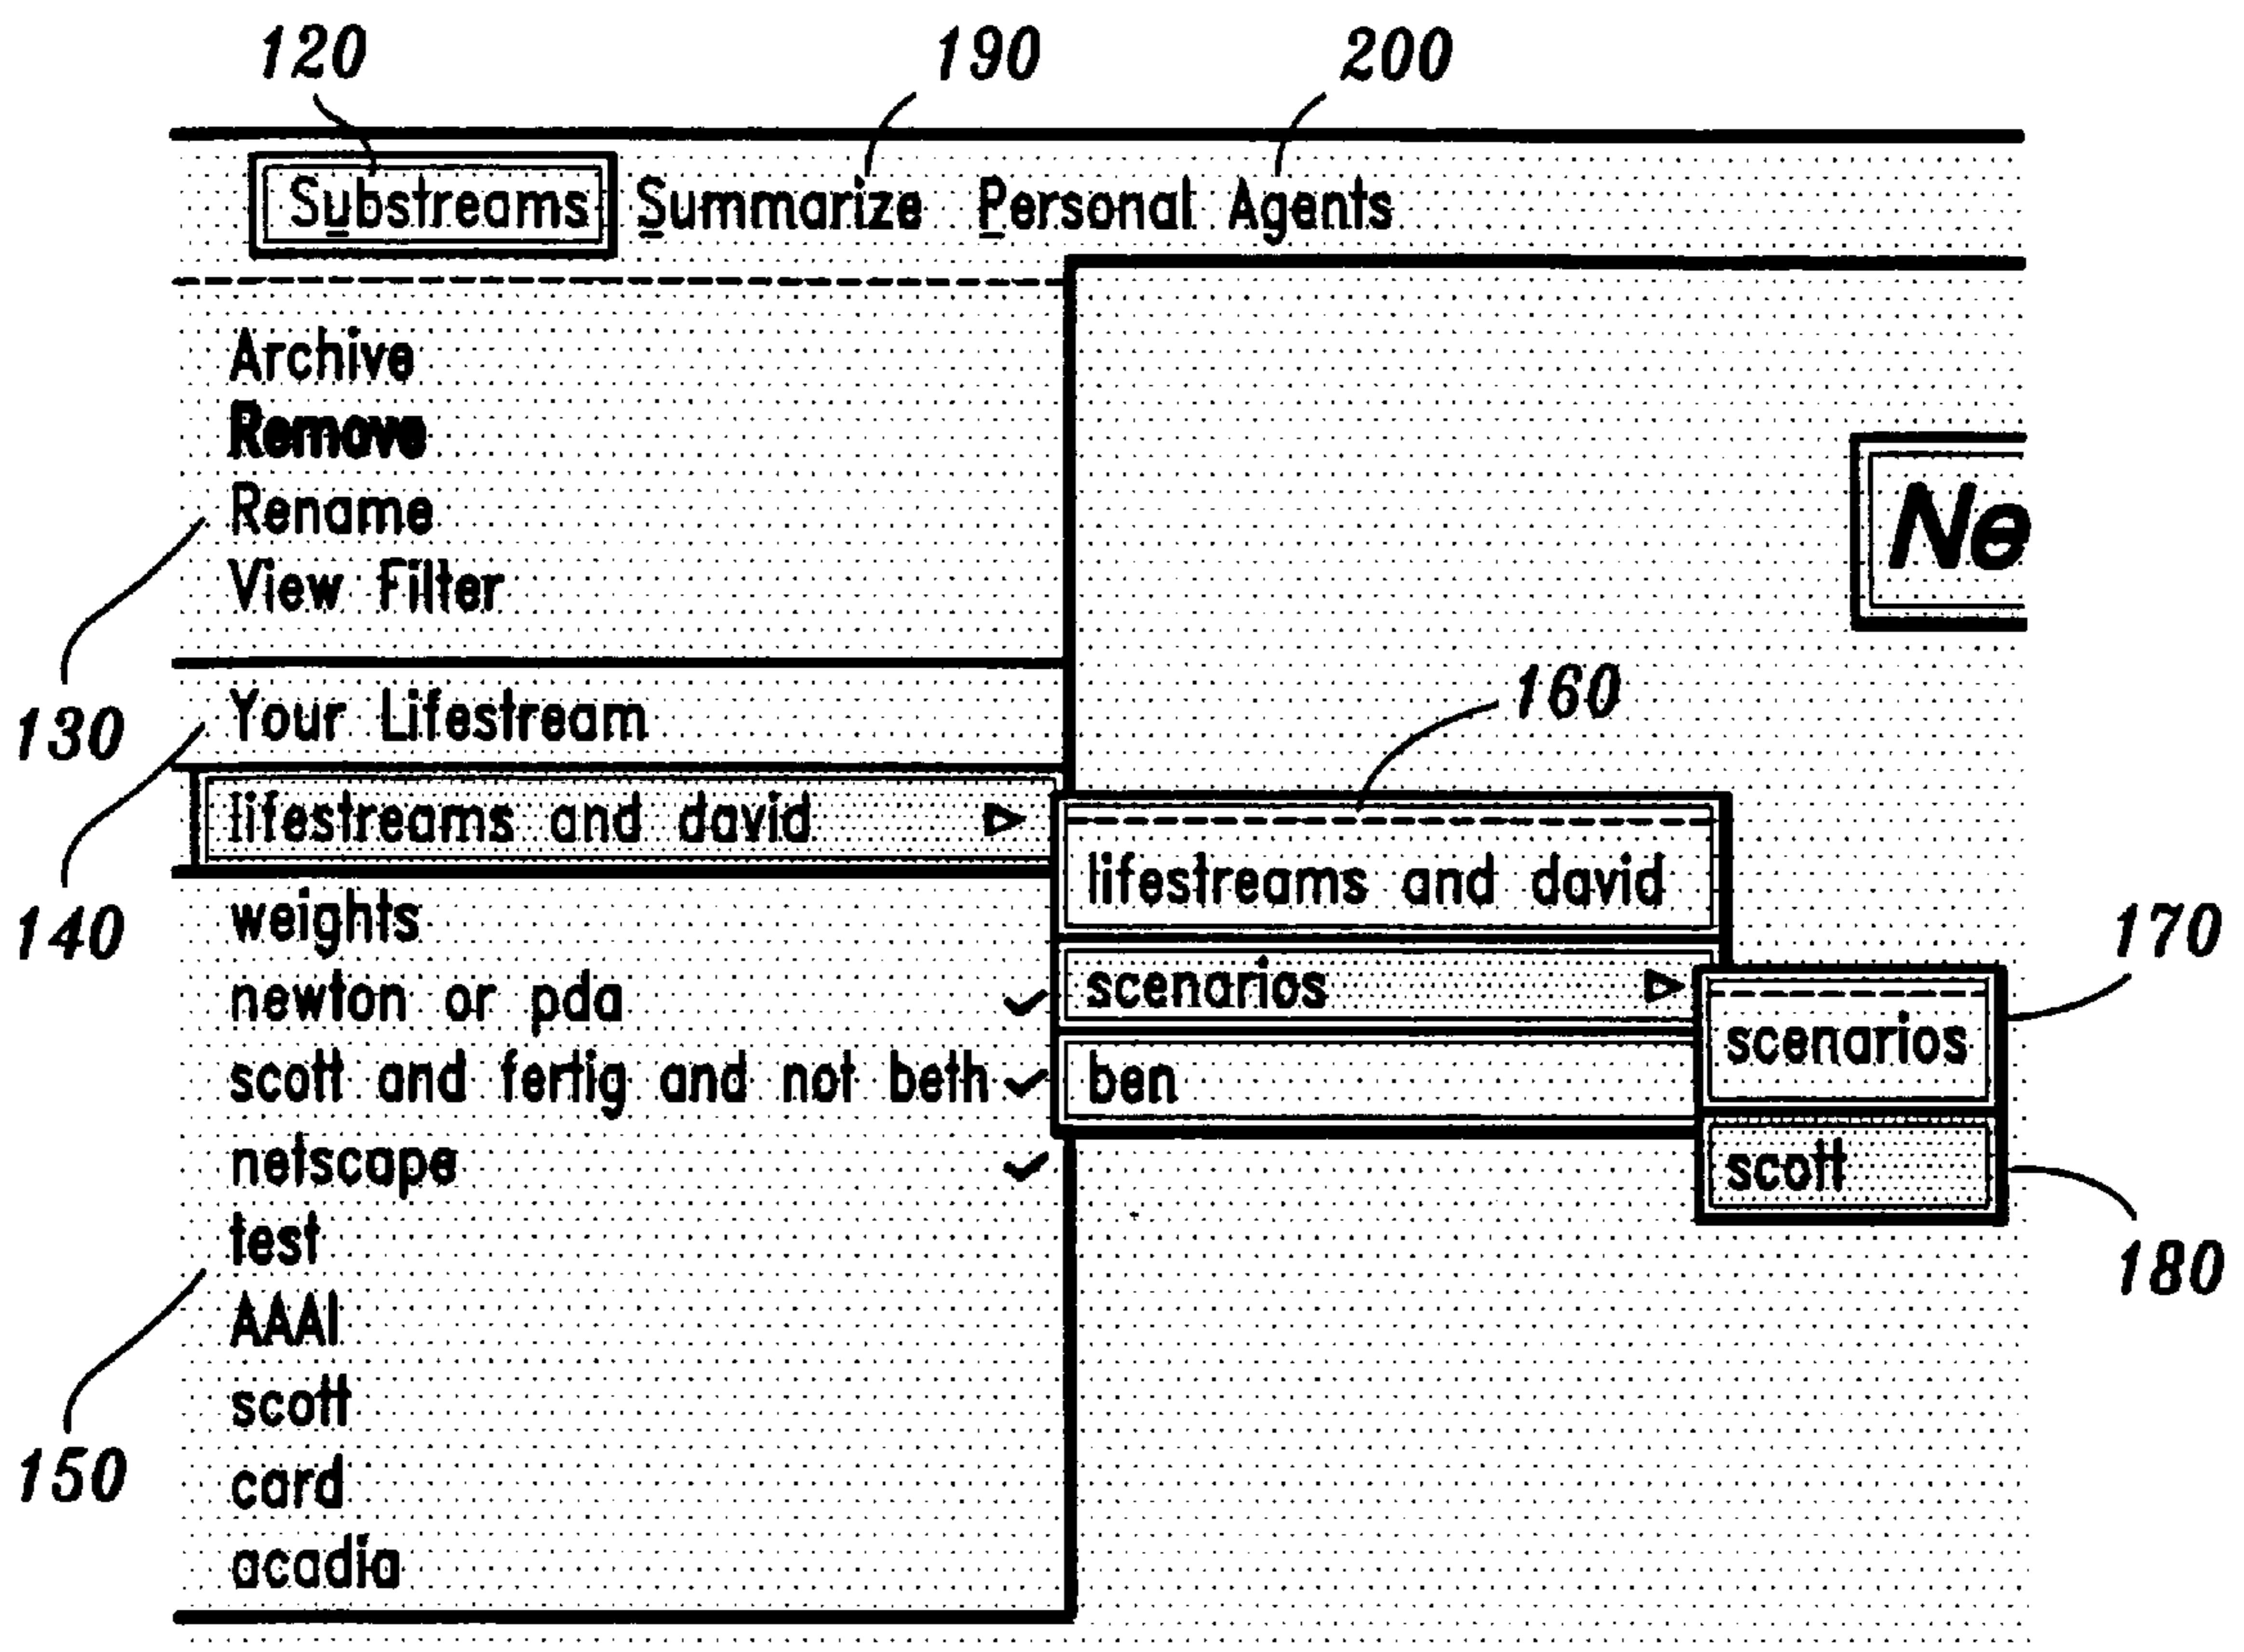 120 190 200
Substreams Summarize Personal Agents
Archive
Remove
Rename
View Filter
Ne
130
Your Lifestream
140
160
lifestreams and david
lifestreams and david
weights
newton or pda
scott and fertig and not beth
netscape
test
AAAI
scott
card
acadia
150
scenarios
ben
170
scenarios
scott
180